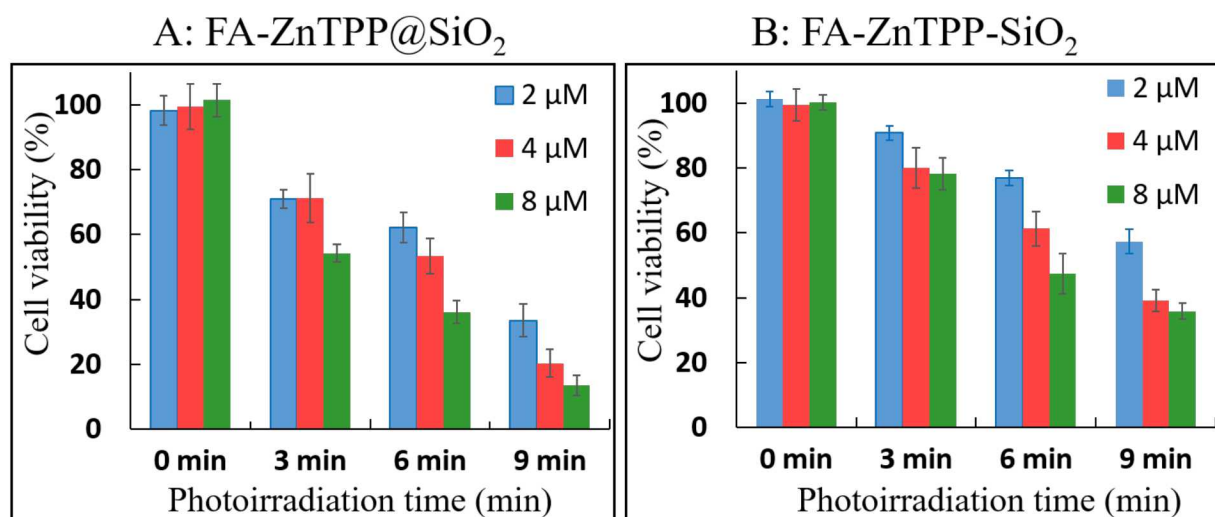 A: FA-ZnTPP@SiO₂
Cell viability (%)
100
80
60
40
20
0
2 µM
4 µM
8 µM
0 min 3 min 6 min 9 min
Photoirradiation time (min)
B: FA-ZnTPP-SiO₂
Cell viability (%)
100
80
60
40
20
0
2 µM
4 µM
8 µM
0 min 3 min 6 min 9 min
Photoirradiation time (min)